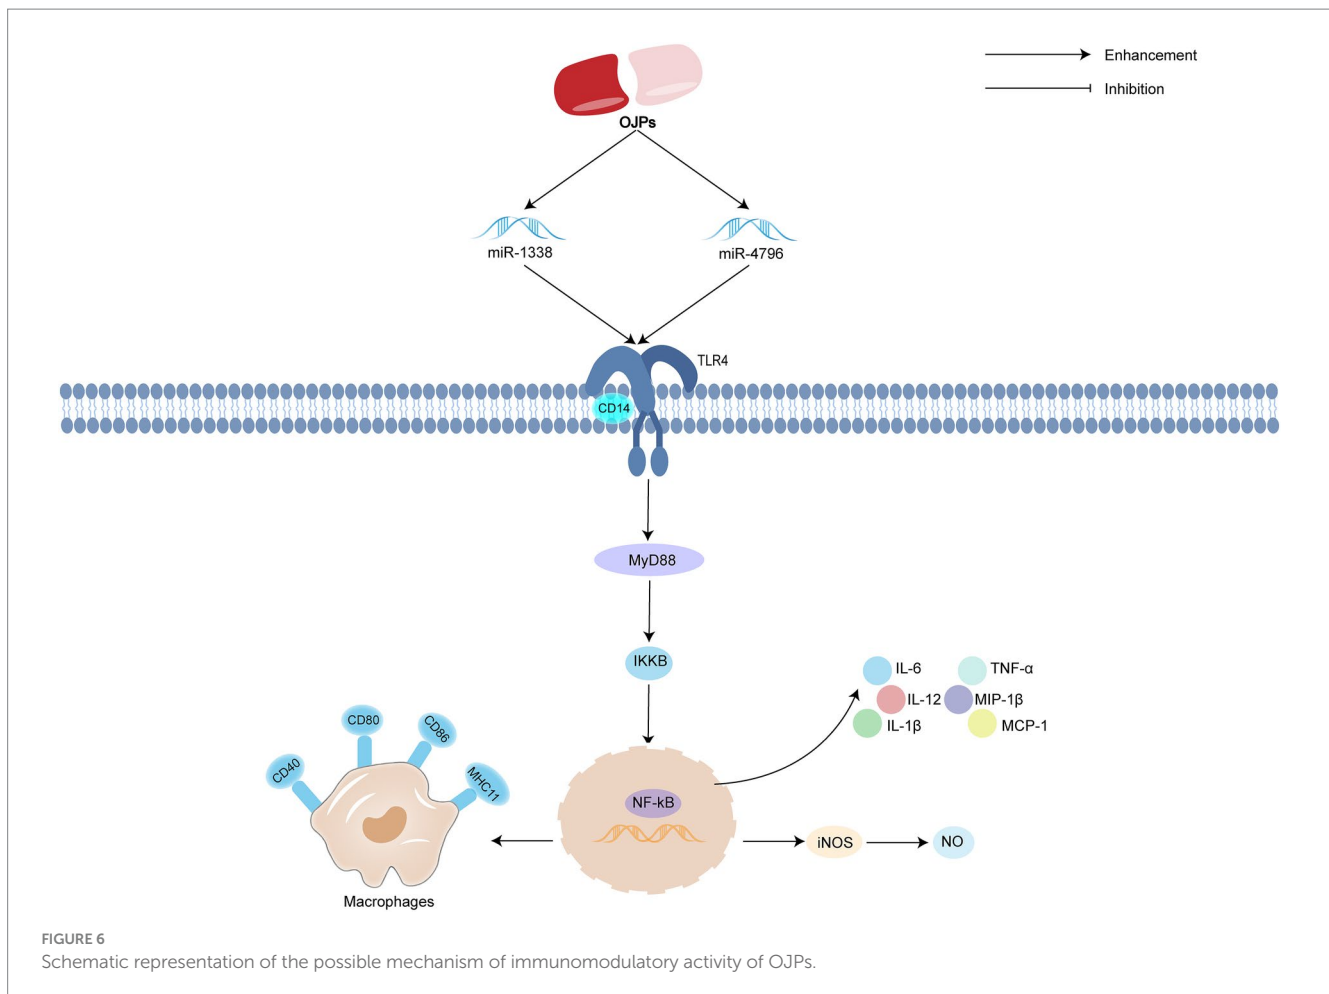 Enhancement
Inhibition
OJPs
miR-1338
miR-4796
TLR4
CD14
MyD88
IKKB
IL-6
TNF-α
IL-12
MIP-1β
IL-1β
MCP-1
CD80
CD86
CD40
MHC11
NF-kB
iNOS
NO
Macrophages
FIGURE 6
Schematic representation of the possible mechanism of immunomodulatory activity of OJPs.